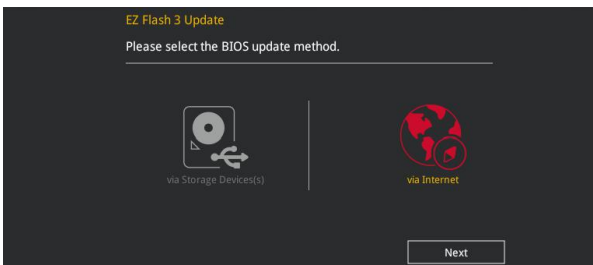 EZ Flash 3 Update
Please select the BIOS update method.
via Storage Devices(s)
via Internet
Next